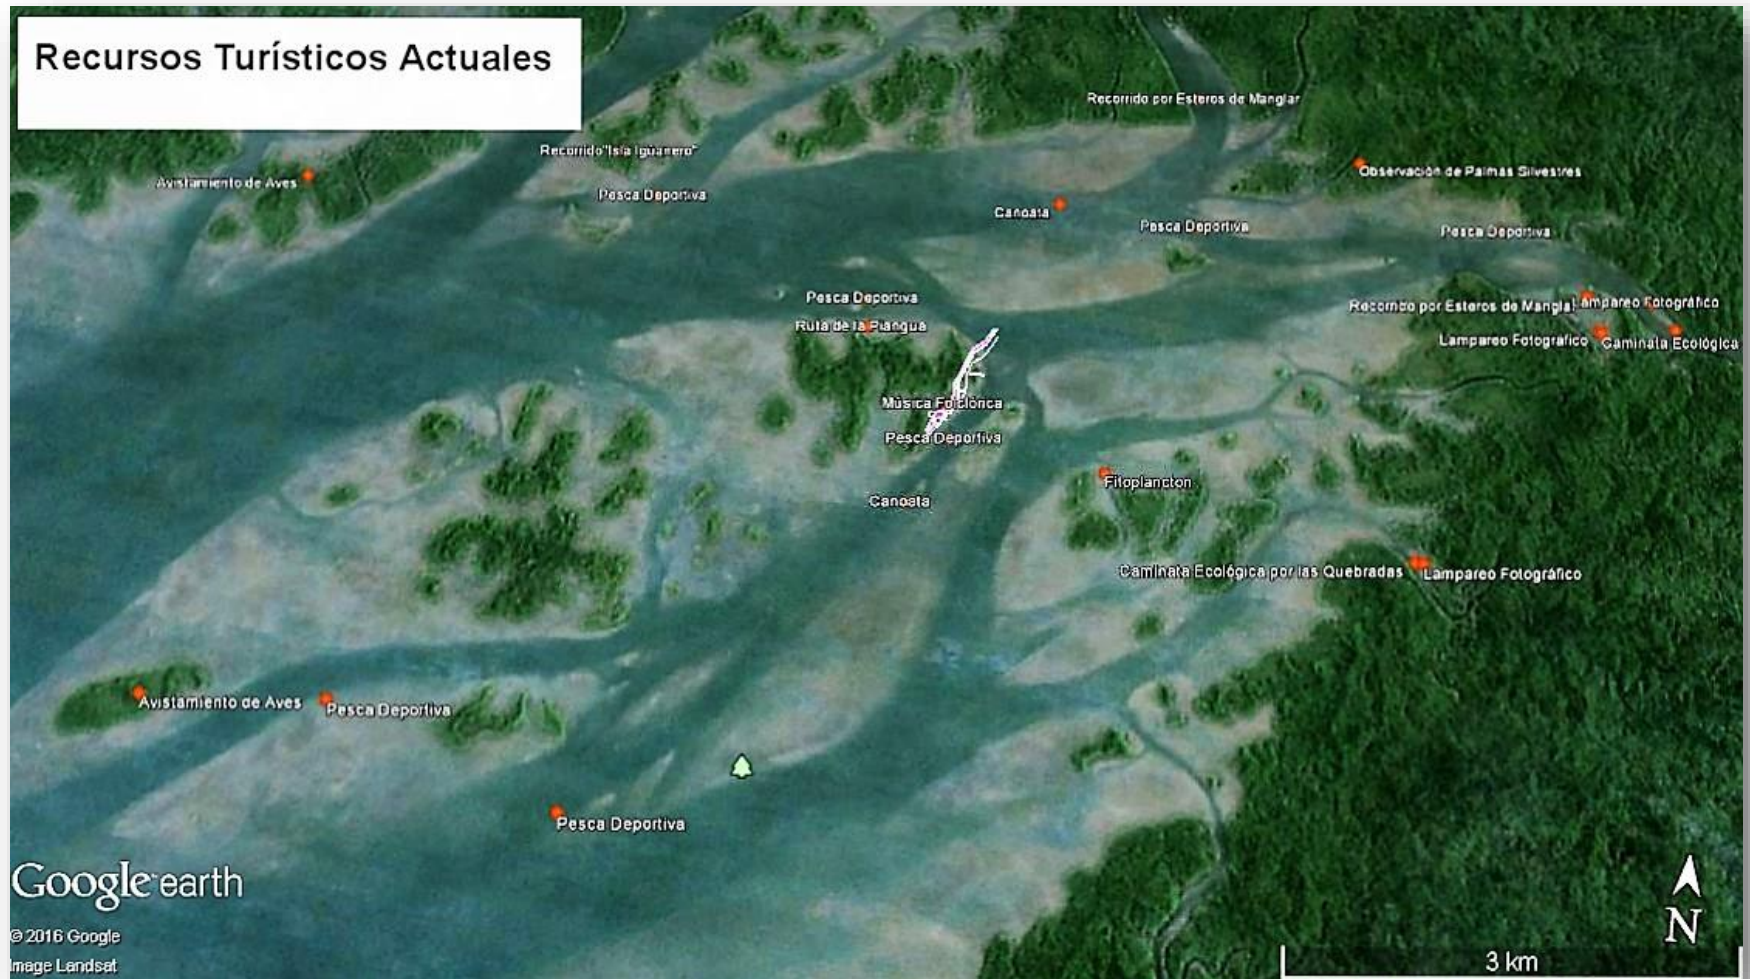 Recursos Turísticos Actuales
Recorrido por Esteros de Manglar
Recorrido"Isla Iguanero"
Observación de Palmas Silvestres
Avistamiento de Aves
Pesca Deportiva
Canoata
Pesca Deportiva
Pesca Deportiva
Pesca Deportiva
Recorrido por Esteros de Manglar
Lampareo Fotográfico
Ruta de la Piangua
Lampareo Fotográfico
Caminata Ecológica
Música Folclórica
Pesca Deportiva
Fitoplancton
Canoata
Caminata Ecológica por las Quebradas
Lampareo Fotográfico
Avistamiento de Aves
Pesca Deportiva
Pesca Deportiva
Google earth
© 2016 Google
Image Landsat
N
3 km